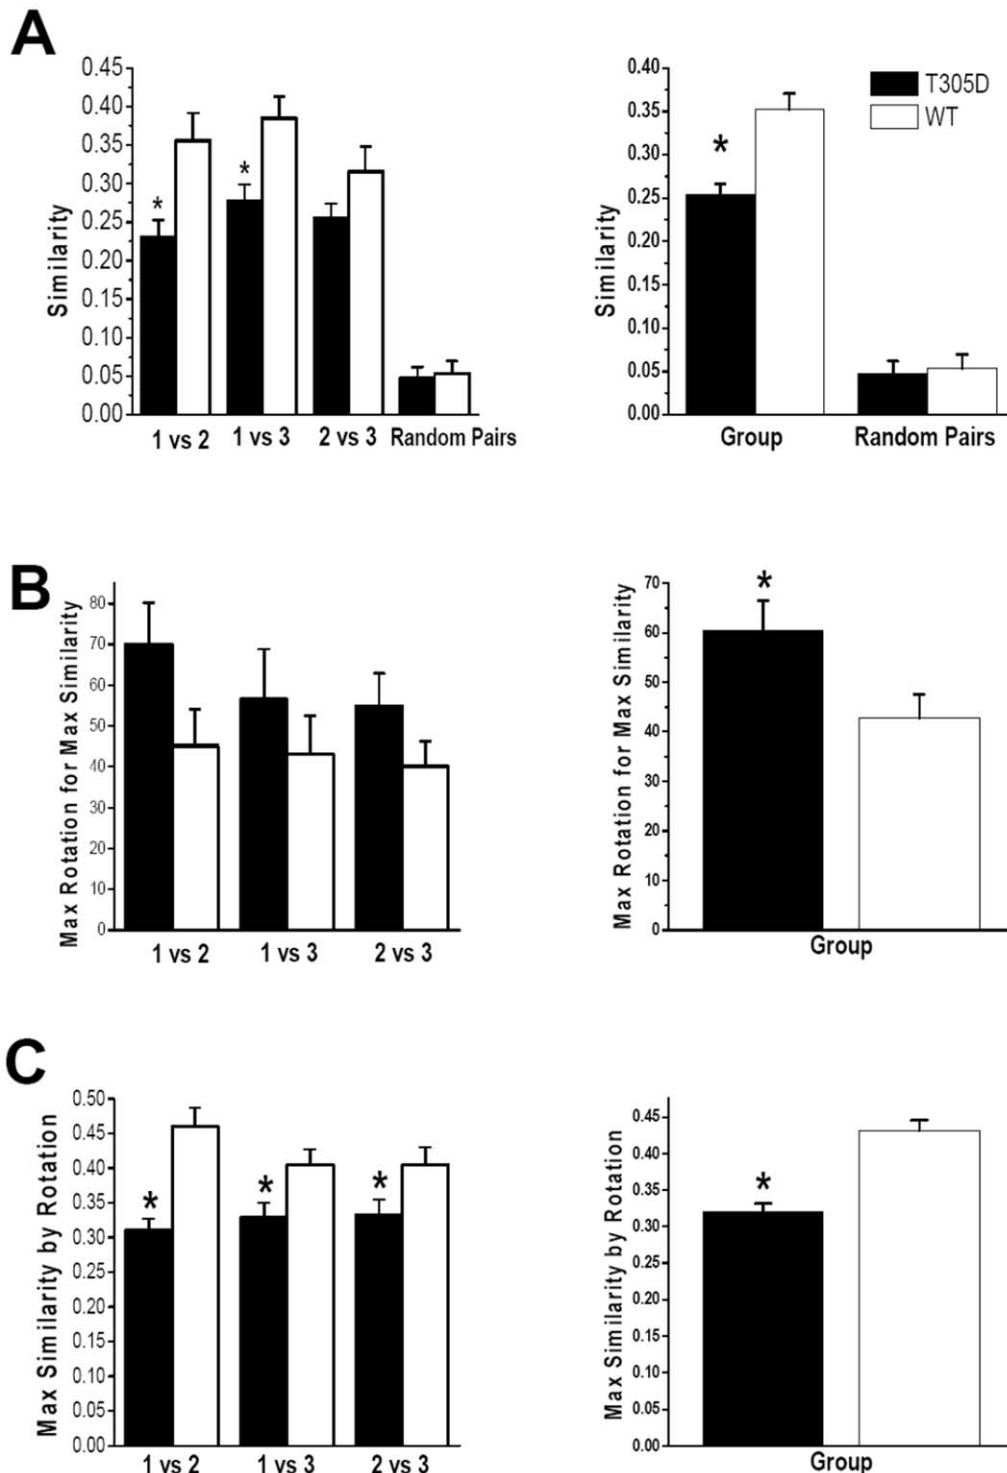 A
Similarity
0.45
0.40
0.35
0.30
0.25
0.20
0.15
0.10
0.05
0.00
*
*
1 vs 2
1 vs 3
2 vs 3
Random Pairs
Similarity
0.40
0.35
0.30
0.25
0.20
0.15
0.10
0.05
0.00
*
T305D
WT
Group
Random Pairs
B
Max Rotation for Max Similarity
80
70
60
50
40
30
20
10
0
1 vs 2
1 vs 3
2 vs 3
Max Rotation for Max Similarity
70
60
50
40
30
20
10
0
*
Group
C
Max Similarity by Rotation
0.50
0.45
0.40
0.35
0.30
0.25
0.20
0.15
0.10
0.05
0.00
*
*
*
1 vs 2
1 vs 3
2 vs 3
Max Similarity by Rotation
0.45
0.40
0.35
0.30
0.25
0.20
0.15
0.10
0.05
0.00
*
Group